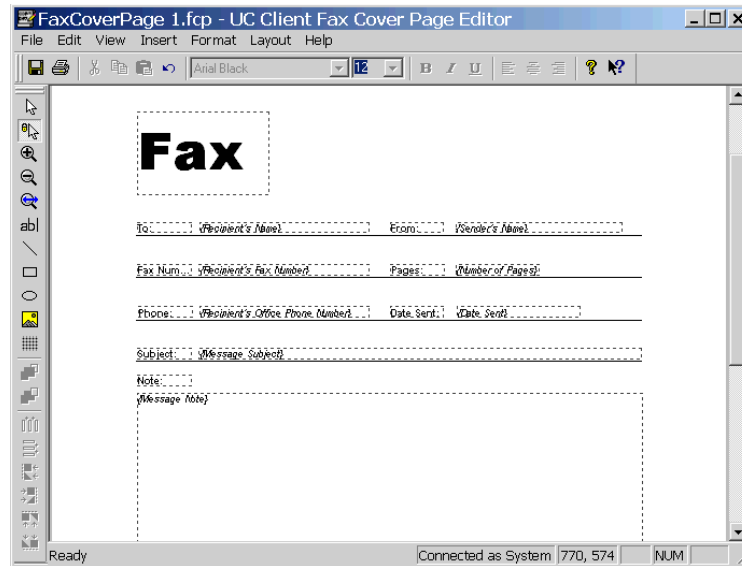 FaxCoverPage 1.fcp - UC Client Fax Cover Page Editor
File Edit View Insert Format Layout Help
Arial Black 12 B I U
ab
Fax
To: {Recipient's Name} From: {Sender's Name}
Fax Num... {Recipient's Fax Number} Pages: {Number of Pages}
Phone: {Recipient's Office Phone Number} Date Sent: {Date Sent}
Subject: {Message Subject}
Note:
{Message Note}
Ready Connected as System 770, 574 NUM